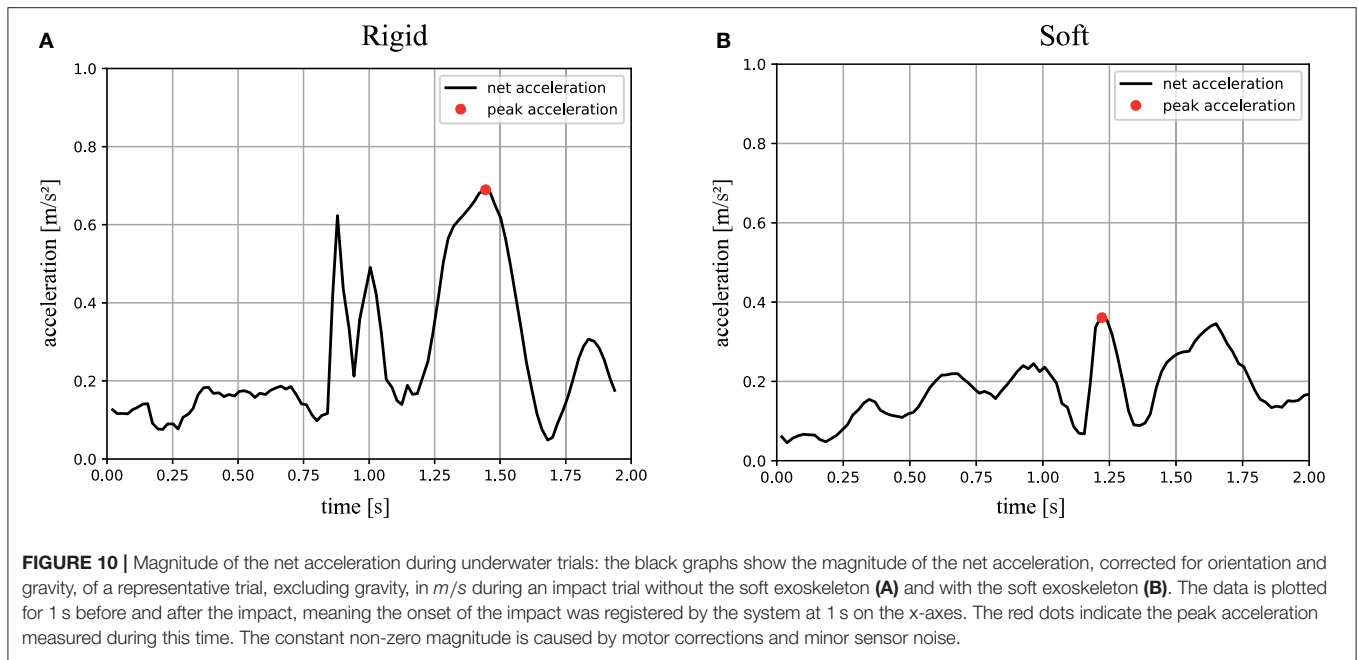 A
Rigid
1.0
0.8
0.6
0.4
0.2
0.0
acceleration [m/s²]
net acceleration
peak acceleration
0.00 0.25 0.50 0.75 1.00 1.25 1.50 1.75 2.00
time [s]
B
Soft
1.0
0.8
0.6
0.4
0.2
0.0
acceleration [m/s²]
net acceleration
peak acceleration
0.00 0.25 0.50 0.75 1.00 1.25 1.50 1.75 2.00
time [s]
FIGURE 10 | Magnitude of the net acceleration during underwater trials: the black graphs show the magnitude of the net acceleration, corrected for orientation and
gravity, of a representative trial, excluding gravity, in m/s during an impact trial without the soft exoskeleton (A) and with the soft exoskeleton (B). The data is plotted
for 1 s before and after the impact, meaning the onset of the impact was registered by the system at 1 s on the x-axes. The red dots indicate the peak acceleration
measured during this time. The constant non-zero magnitude is caused by motor corrections and minor sensor noise.